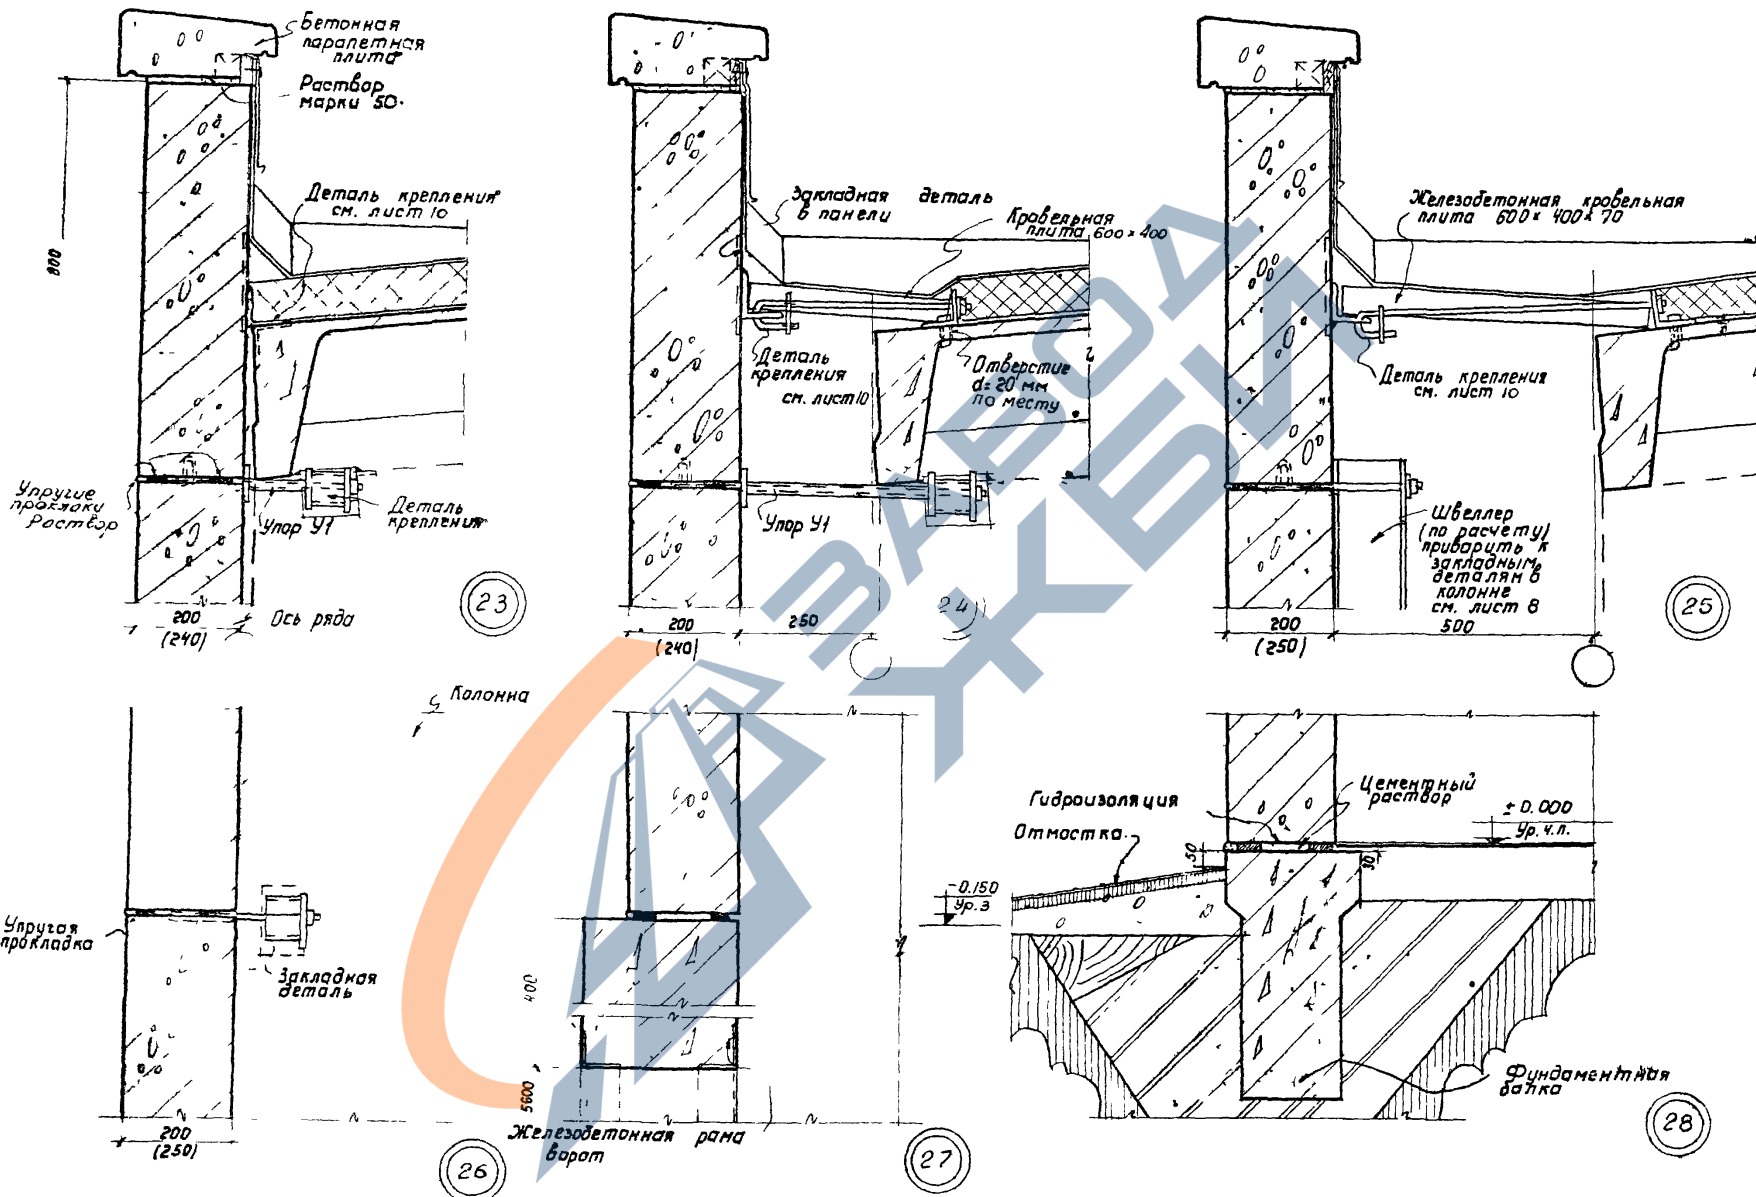 Бетонная
парапетная
плита
Раствор
марки 50.
800
Деталь крепления
см. лист 10
Упругие
Раствор
Упор У1
Деталь
крепления
200
(240)
Ось ряда
23
Закладная деталь
в панели
Кровельная
плита 600×400
Деталь
крепления
см. лист 10
Отверстие
d=20 мм
по месту
Упор У1
200
(240)
250
24
Железобетонная кровельная
плита 600×400×70
Деталь крепления
см. лист 10
Швеллер
(по расчету)
приварить к
закладным
деталям в
колонне
см. лист 8
200
(250)
500
25
ЗАВОД
ЖБИ
Колонна
Упругая
прокладка
Закладная
деталь
200
(250)
26
400
5600
Железобетонная рама
ворот
27
Гидроизоляция
Отмостка
Цементный
раствор
±0.000
Ур.ч.п.
-0.150
Ур.з
50
30
Фундаментная
балка
28